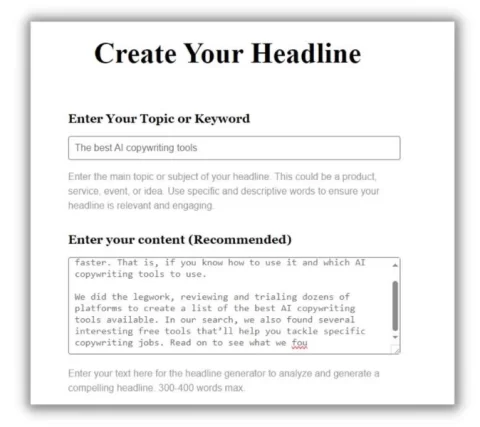 Create Your Headline
Enter Your Topic or Keyword
The best AI copywriting tools
Enter the main topic or subject of your headline. This could be a product,
service, event, or idea. Use specific and descriptive words to ensure your
headline is relevant and engaging.
Enter your content (Recommended)
faster. That is, if you know how to use it and which AI
copywriting tools to use.
We did the legwork, reviewing and trialing dozens of
platforms to create a list of the best AI copywriting
tools available. In our search, we also found several
interesting free tools that'll help you tackle specific
copywriting jobs. Read on to see what we fou
Enter your text here for the headline generator to analyze and generate a
compelling headline. 300-400 words max.